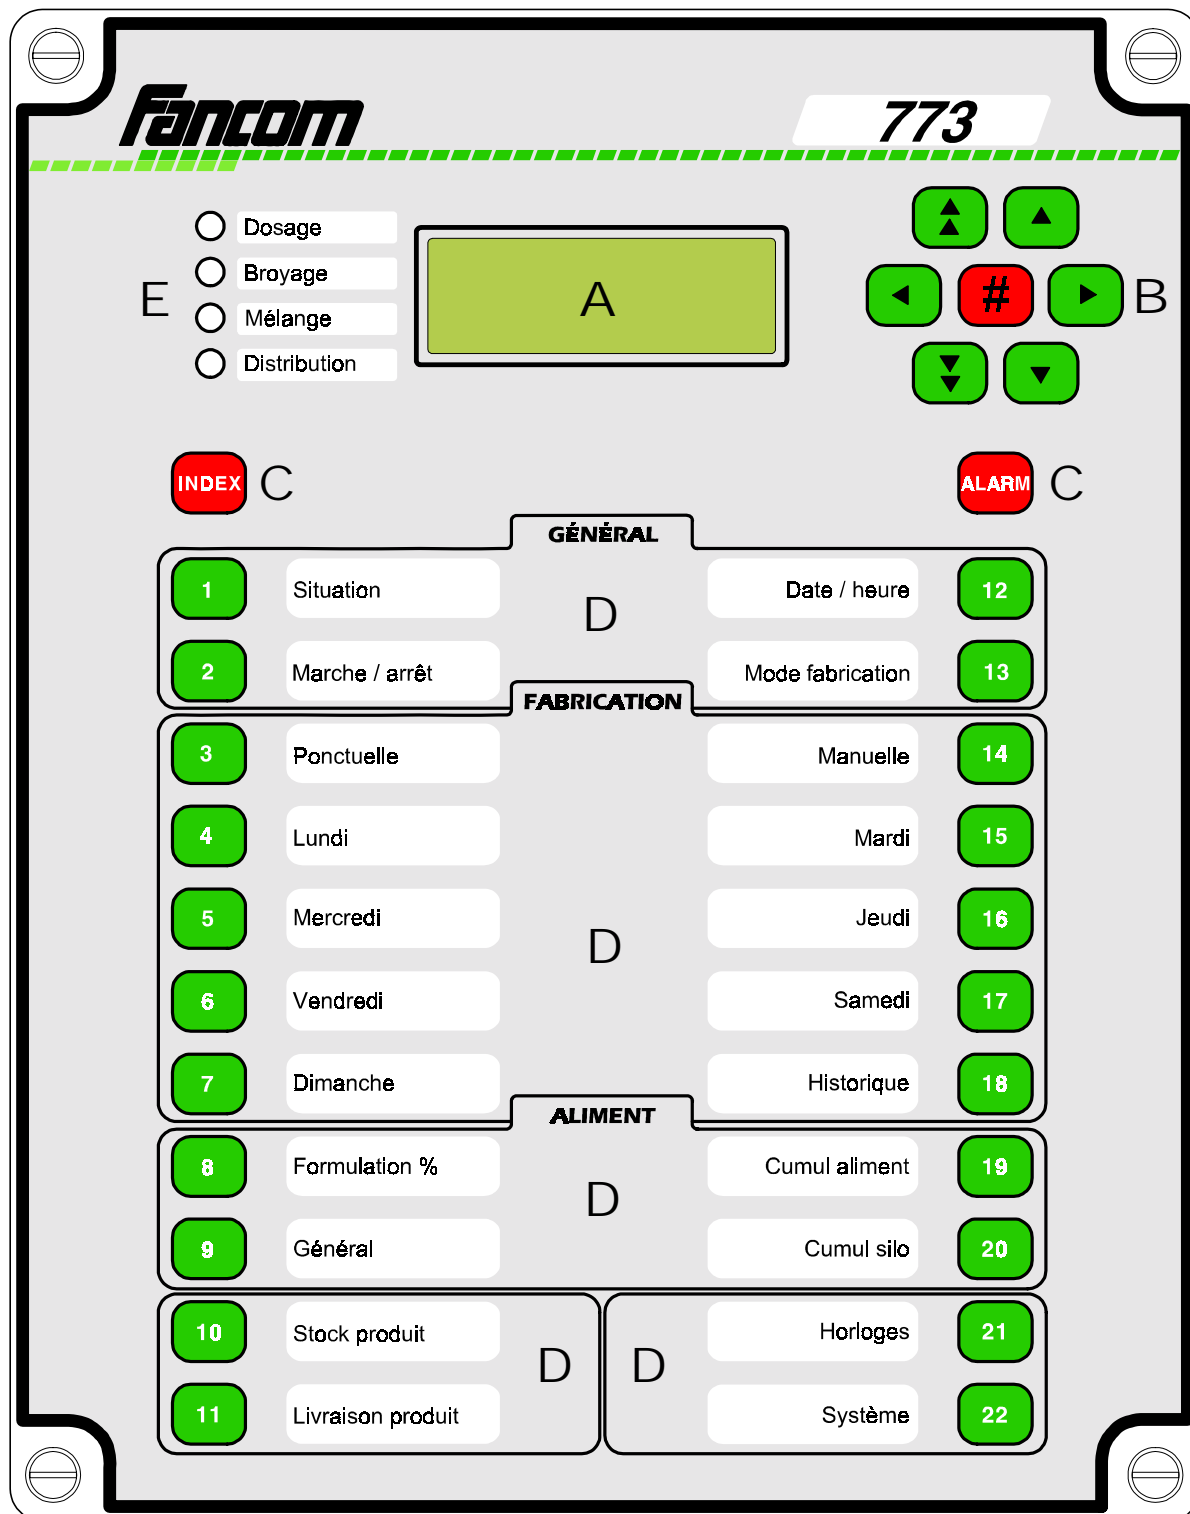 Fancom
773
Dosage
Broyage
Mélange
Distribution
E
A
#
B
INDEX
C
ALARM
C
GÉNÉRAL
1 Situation
Date / heure 12
D
2 Marche / arrêt
Mode fabrication 13
FABRICATION
3 Ponctuelle
Manuelle 14
4 Lundi
Mardi 15
5 Mercredi
Jeudi 16
D
6 Vendredi
Samedi 17
7 Dimanche
Historique 18
ALIMENT
8 Formulation %
Cumul aliment 19
D
9 Général
Cumul silo 20
10 Stock produit
Horloges 21
D
D
11 Livraison produit
Système 22